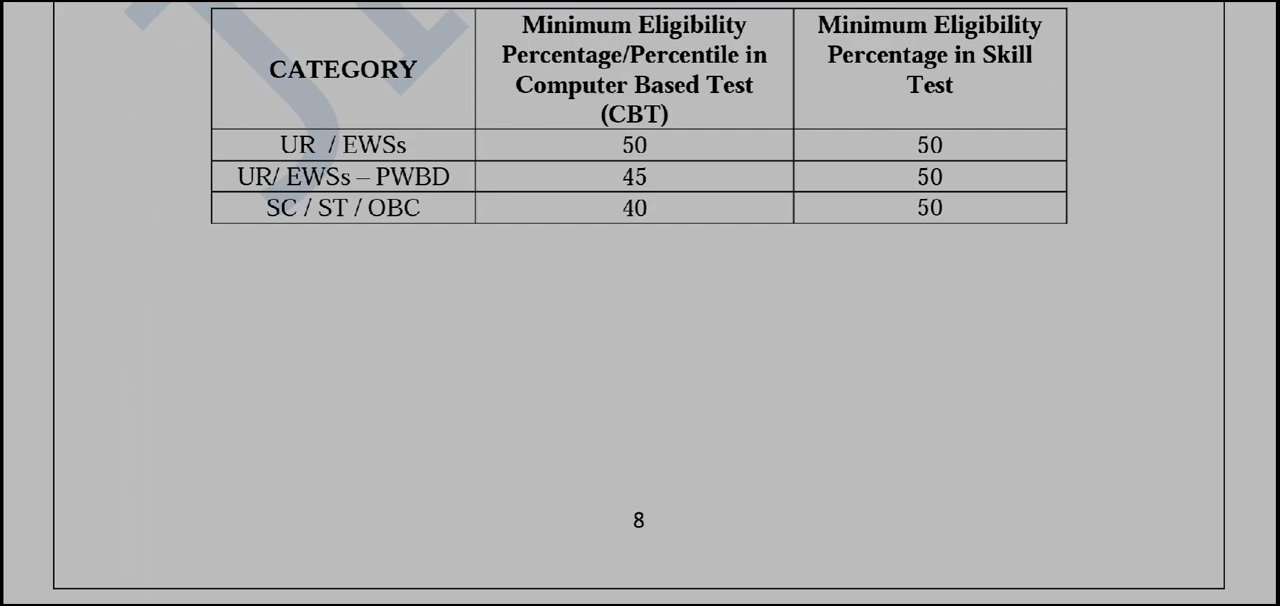 CATEGORY
Minimum Eligibility
Percentage/Percentile in
Computer Based Test
(CBT)
Minimum Eligibility
Percentage in Skill
Test
UR / EWSs 50 50
UR/ EWSs – PWBD 45 50
SC / ST / OBC 40 50
8